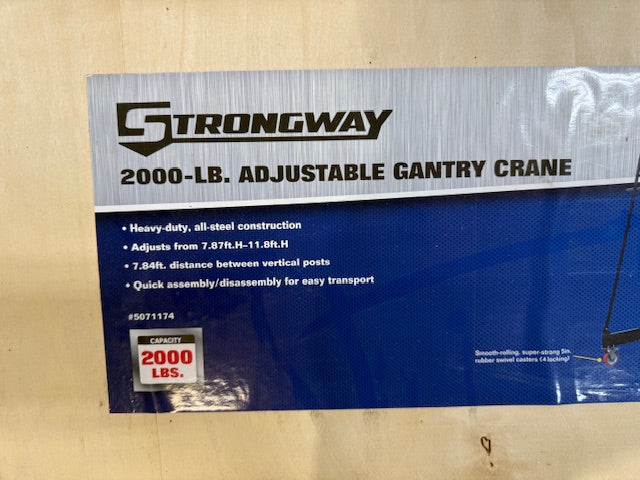 STRONGWAY
2000-LB. ADJUSTABLE GANTRY CRANE
• Heavy-duty, all-steel construction
• Adjusts from 7.87ft.H–11.8ft.H
• 7.84ft. distance between vertical posts
• Quick assembly/disassembly for easy transport
#5071174
CAPACITY
2000
LBS.
Smooth-rolling, super-strong 5in.
rubber swivel casters (4 locking)